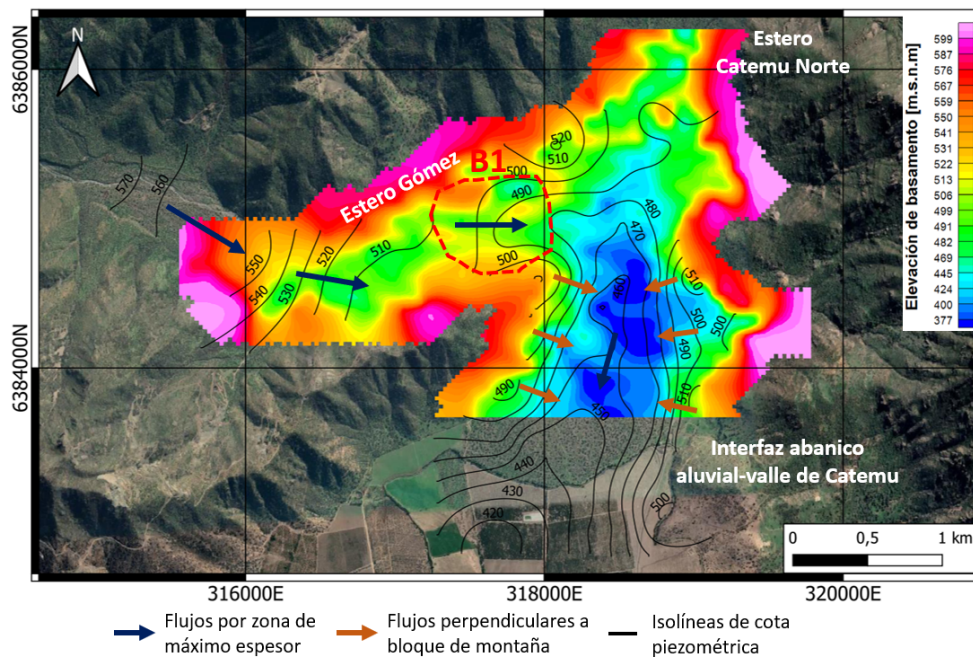 N
6386000N
6384000N
316000E
318000E
320000E
Estero
Catemu Norte
Estero Gómez
B1
Interfaz abanico
aluvial-valle de Catemu
570
560
550
540
530
520
510
500
490
500
520
510
480
470
460
510
500
490
500
510
490
450
440
430
420
500
Elevación de basamento [m.s.n.m]
599
587
576
567
559
551
540
531
522
513
506
499
491
482
445
424
400
377
0
0,5
1 km
Flujos por zona de
máximo espesor
Flujos perpendiculares a
bloque de montaña
Isolíneas de cota
piezométrica